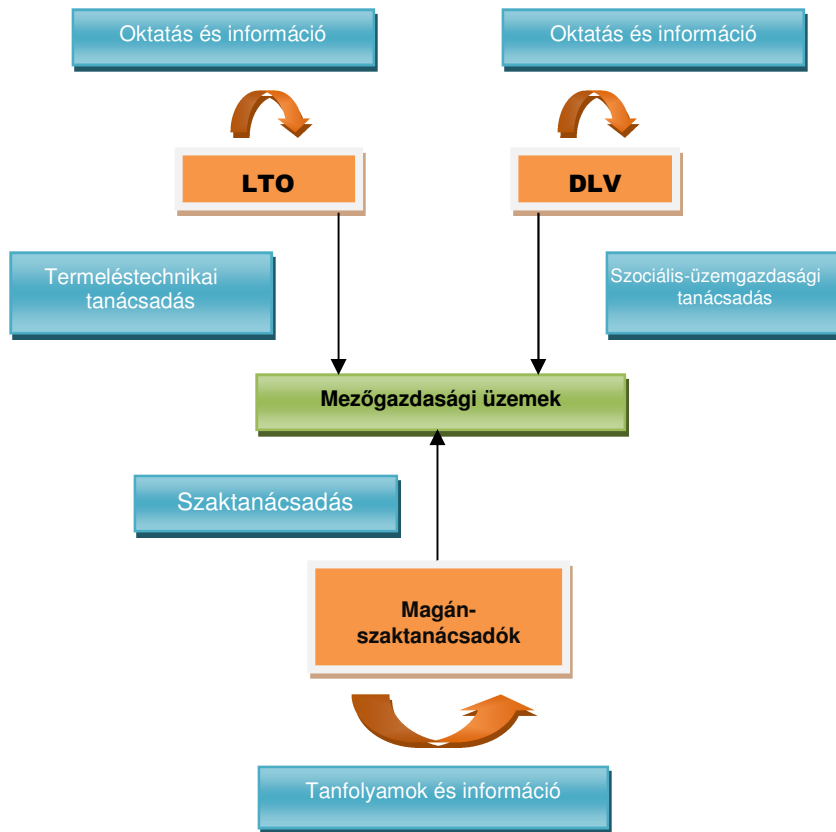 Oktatás és információ
Oktatás és információ
LTO
DLV
Termeléstechnikai
tanácsadás
Szociális-üzemgazdasági
tanácsadás
Mezőgazdasági üzemek
Szaktanácsadás
Magán-
szaktanácsadók
Tanfolyamok és információ